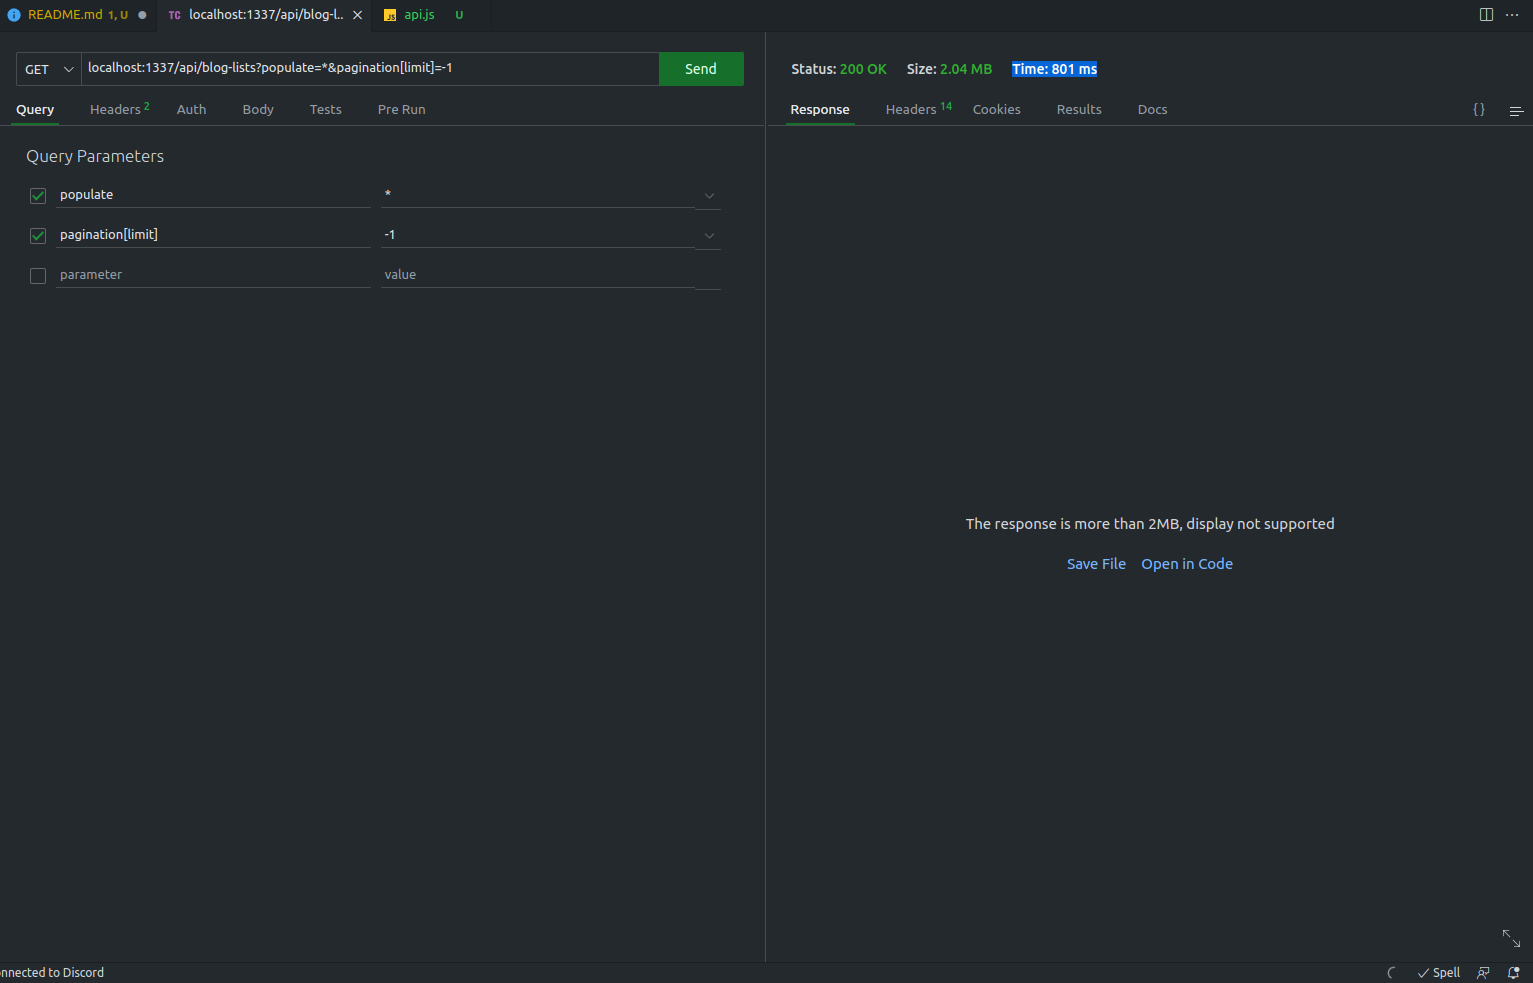 README.md 1, U
TC localhost:1337/api/blog-l..
JS api.js U
GET
localhost:1337/api/blog-lists?populate=*&pagination[limit]=-1
Send
Query
Headers 2
Auth
Body
Tests
Pre Run
Query Parameters
populate
*
pagination[limit]
-1
parameter
value
Status: 200 OK Size: 2.04 MB Time: 801 ms
Response
Headers 14
Cookies
Results
Docs
{}
The response is more than 2MB, display not supported
Save File Open in Code
onnected to Discord
Spell